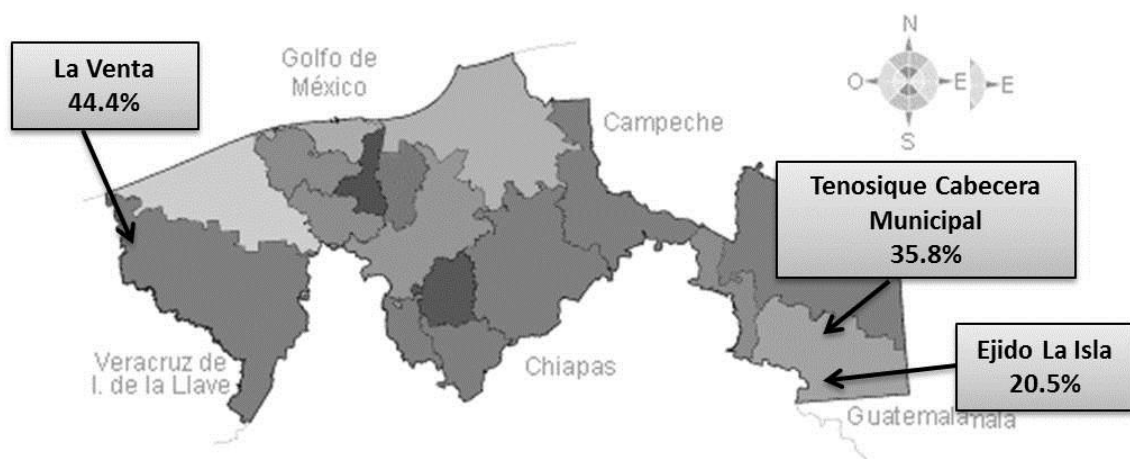 La Venta
44.4%
Golfo de
México
N
O
E
E
S
Campeche
Tenosique Cabecera
Municipal
35.8%
Veracruz de
I. de la Llave
Chiapas
Ejido La Isla
20.5%
Guatemala
mala